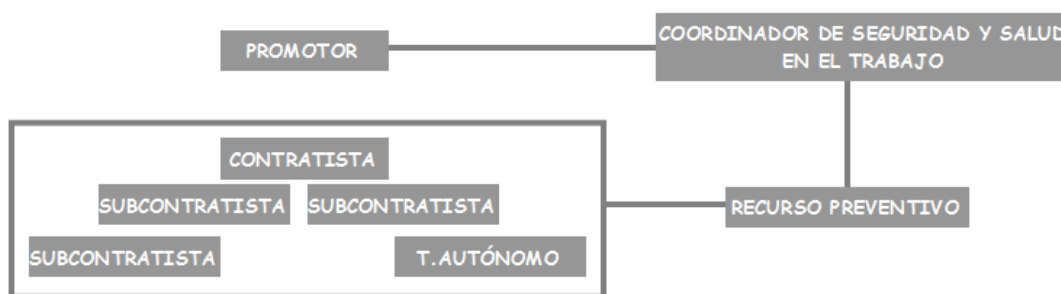 PROMOTOR
COORDINADOR DE SEGURIDAD Y SALUD
EN EL TRABAJO
CONTRATISTA
SUBCONTRATISTA SUBCONTRATISTA
RECURSO PREVENTIVO
SUBCONTRATISTA T.AUTÓNOMO